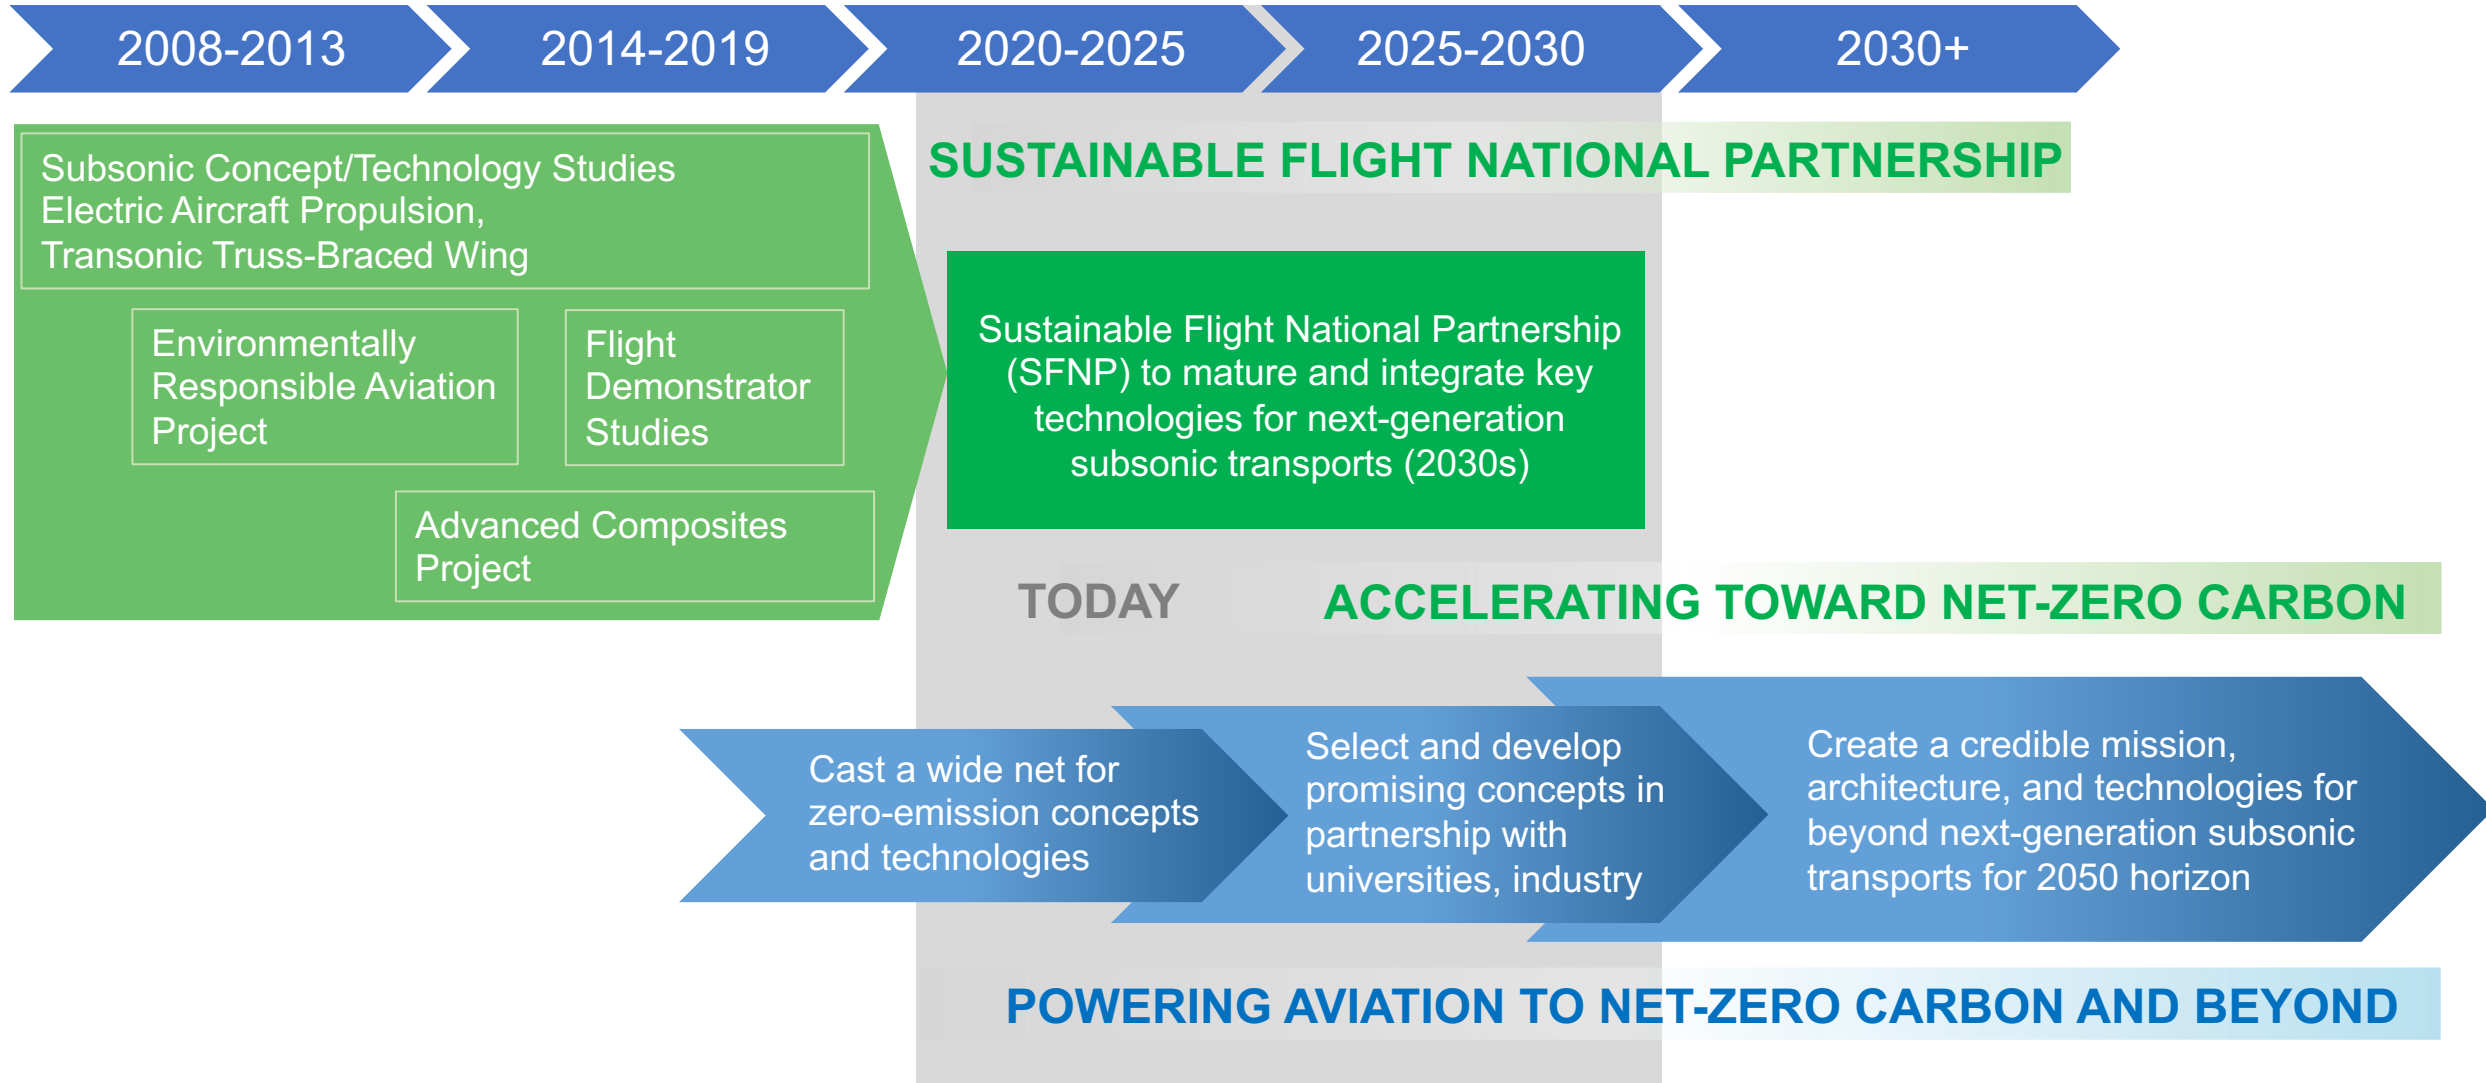 2008-2013
2014-2019
2020-2025
2025-2030
2030+
SUSTAINABLE FLIGHT NATIONAL PARTNERSHIP
Subsonic Concept/Technology Studies
Electric Aircraft Propulsion,
Transonic Truss-Braced Wing
Environmentally
Responsible Aviation
Project
Flight
Demonstrator
Studies
Advanced Composites
Project
Sustainable Flight National Partnership
(SFNP) to mature and integrate key
technologies for next-generation
subsonic transports (2030s)
TODAY
ACCELERATING TOWARD NET-ZERO CARBON
Cast a wide net for
zero-emission concepts
and technologies
Select and develop
promising concepts in
partnership with
universities, industry
Create a credible mission,
architecture, and technologies for
beyond next-generation subsonic
transports for 2050 horizon
POWERING AVIATION TO NET-ZERO CARBON AND BEYOND